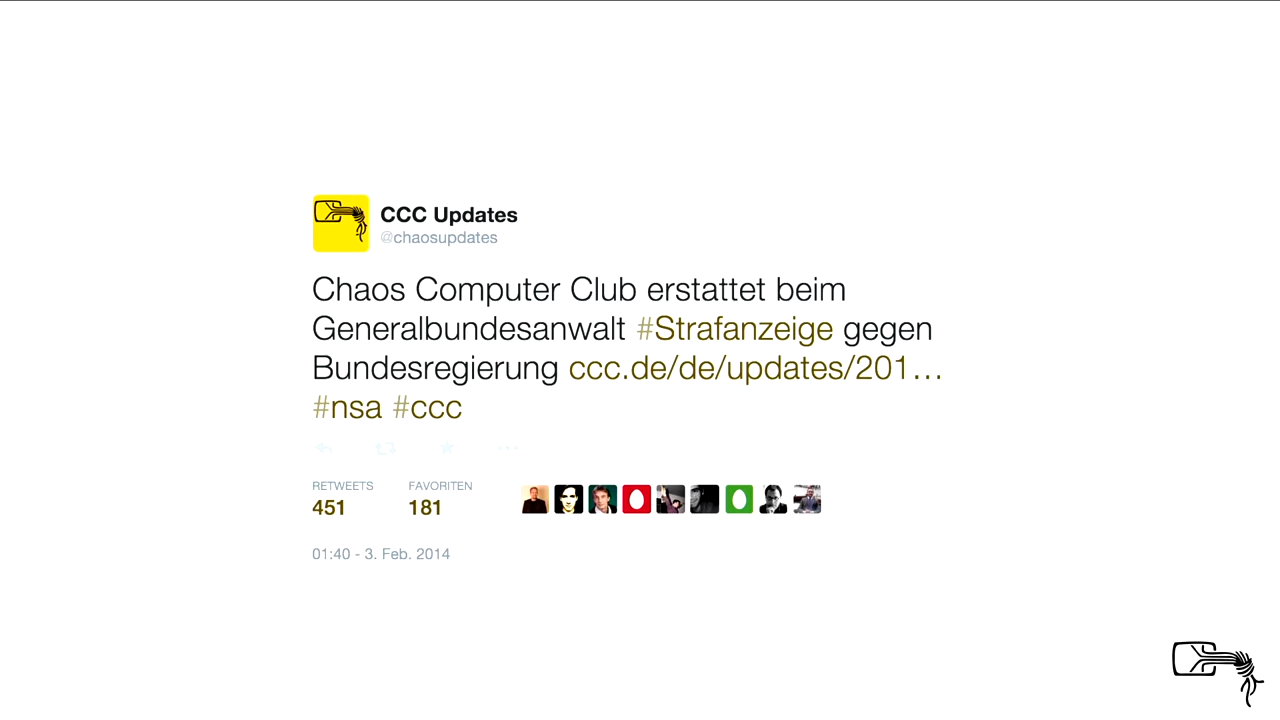 CCC Updates
@chaosupdates
Chaos Computer Club erstattet beim
Generalbundesanwalt #Strafanzeige gegen
Bundesregierung ccc.de/de/updates/201…
#nsa #ccc
RETWEETS FAVORITEN
451 181
01:40 - 3. Feb. 2014